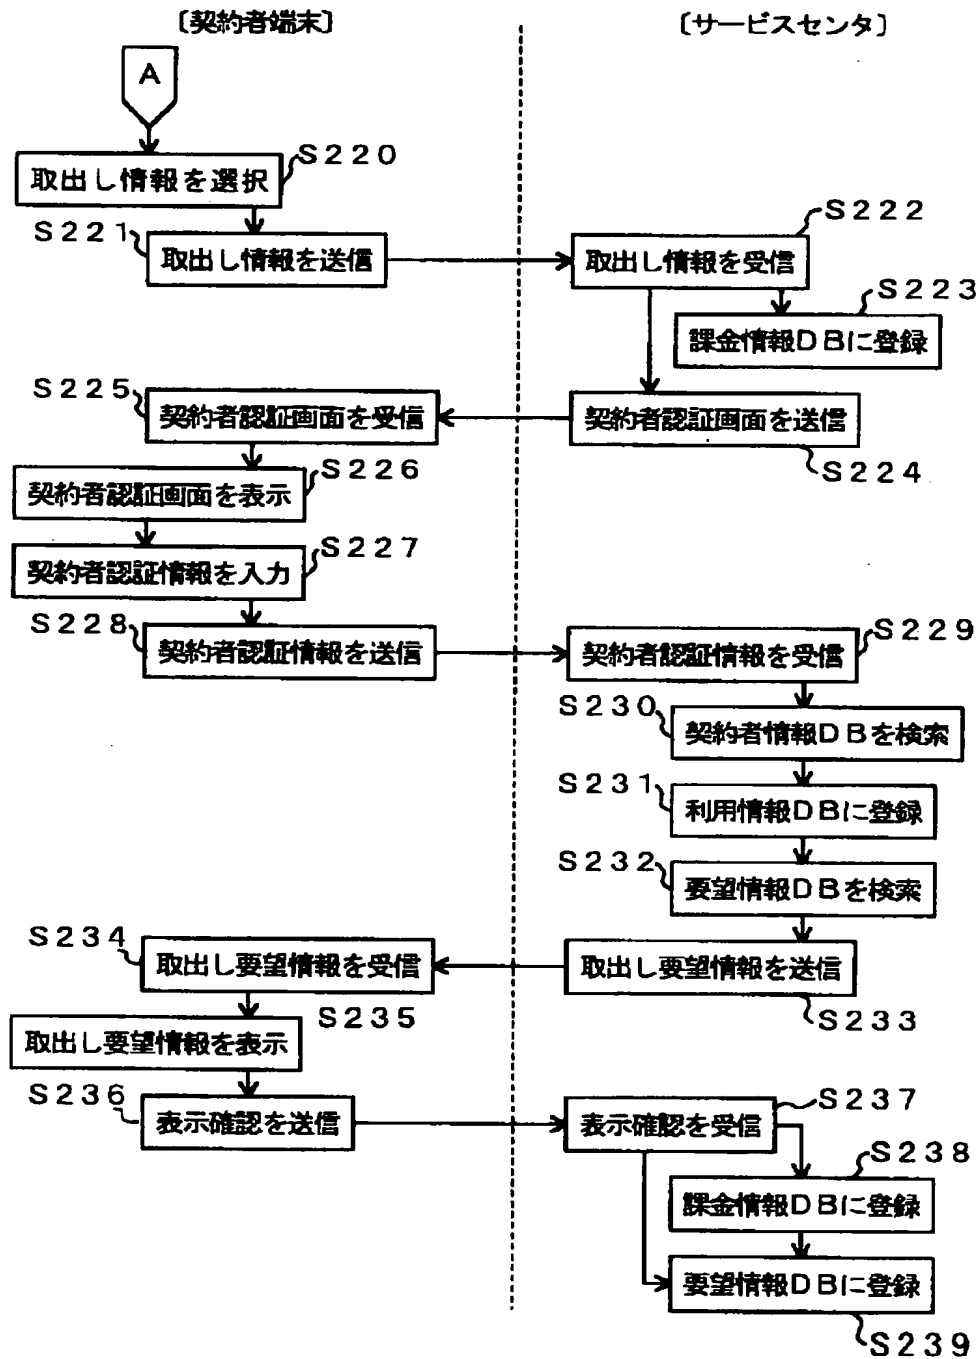 〔契約者端末〕
〔サービスセンタ〕
A
S220
取出し情報を選択
S221
取出し情報を送信
S222
取出し情報を受信
S223
課金情報DBに登録
S225
契約者認証画面を受信
契約者認証画面を送信
S224
S226
契約者認証画面を表示
S227
契約者認証情報を入力
S228
契約者認証情報を送信
S229
契約者認証情報を受信
S230
契約者情報DBを検索
S231
利用情報DBに登録
S232
要望情報DBを検索
S234
取出し要望情報を受信
取出し要望情報を送信
S233
S235
取出し要望情報を表示
S236
表示確認を送信
S237
表示確認を受信
S238
課金情報DBに登録
要望情報DBに登録
S239